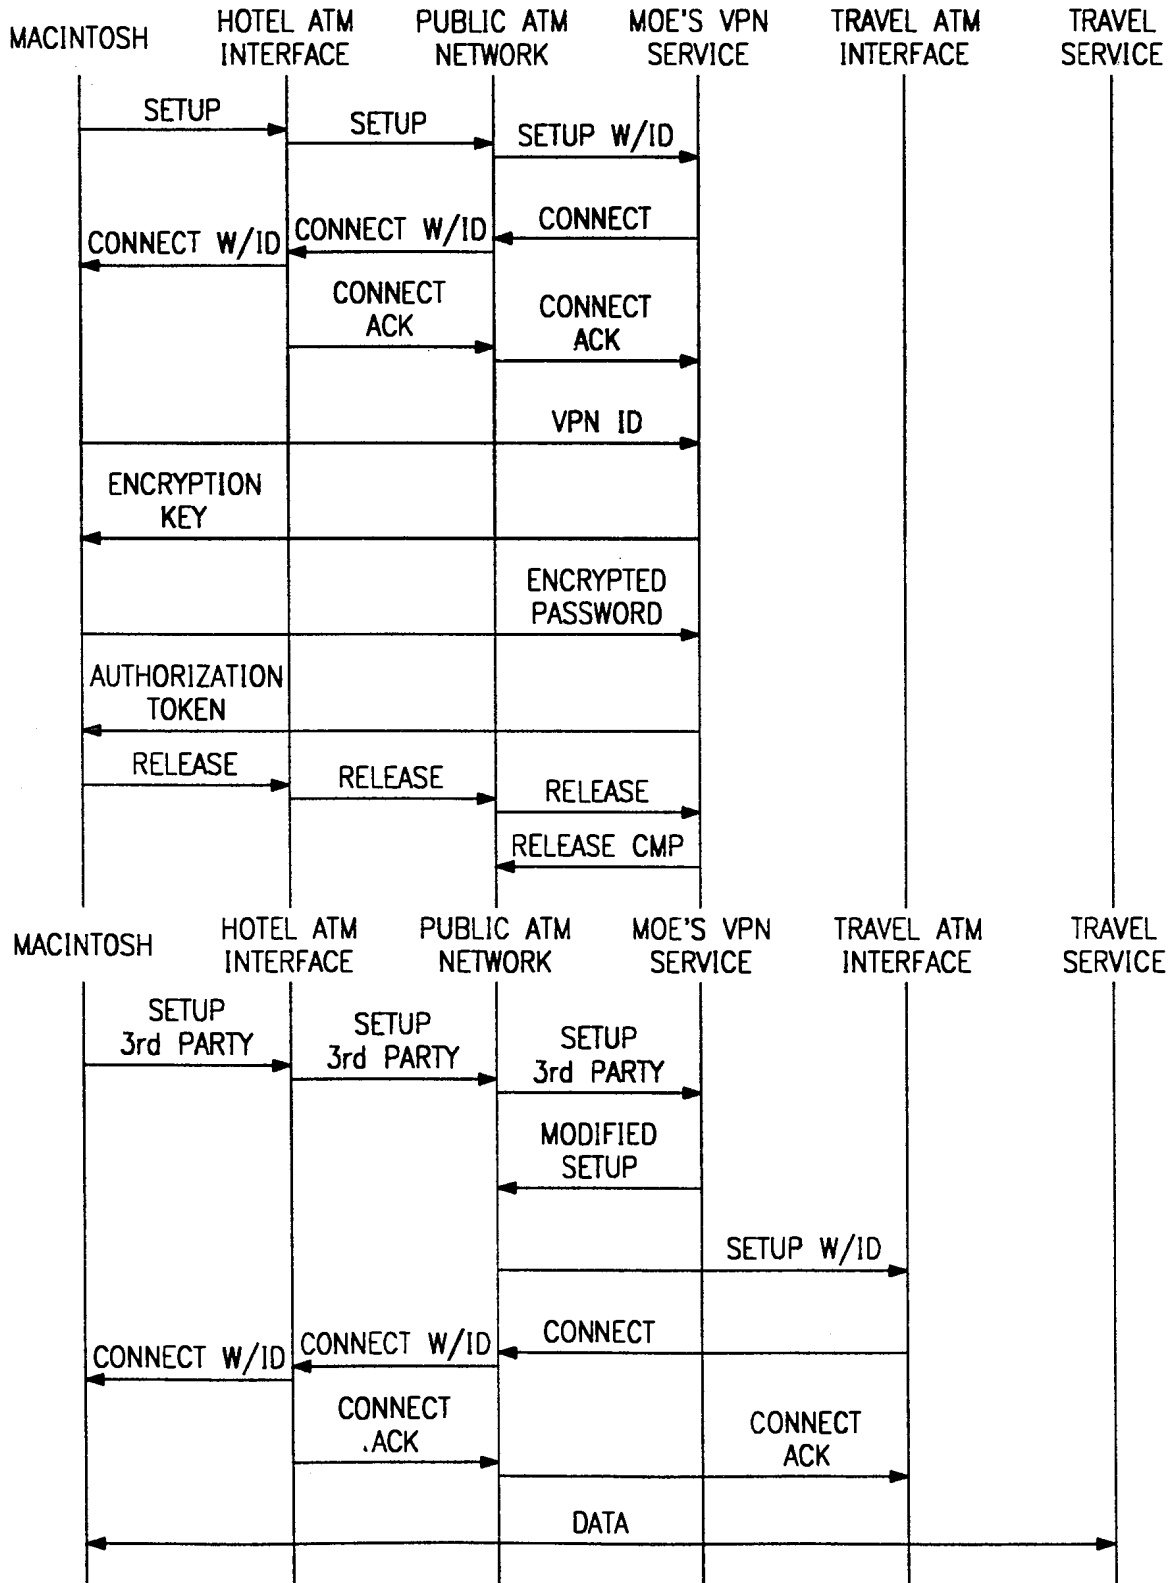 MACINTOSH
HOTEL ATM
INTERFACE
PUBLIC ATM
NETWORK
MOE'S VPN
SERVICE
TRAVEL ATM
INTERFACE
TRAVEL
SERVICE
SETUP
SETUP
SETUP W/ID
CONNECT
CONNECT W/ID
CONNECT W/ID
CONNECT
ACK
CONNECT
ACK
VPN ID
ENCRYPTION
KEY
ENCRYPTED
PASSWORD
AUTHORIZATION
TOKEN
RELEASE
RELEASE
RELEASE
RELEASE CMP
MACINTOSH
HOTEL ATM
INTERFACE
PUBLIC ATM
NETWORK
MOE'S VPN
SERVICE
TRAVEL ATM
INTERFACE
TRAVEL
SERVICE
SETUP
3rd PARTY
SETUP
3rd PARTY
SETUP
3rd PARTY
MODIFIED
SETUP
SETUP W/ID
CONNECT
CONNECT W/ID
CONNECT W/ID
CONNECT
ACK
CONNECT
ACK
DATA